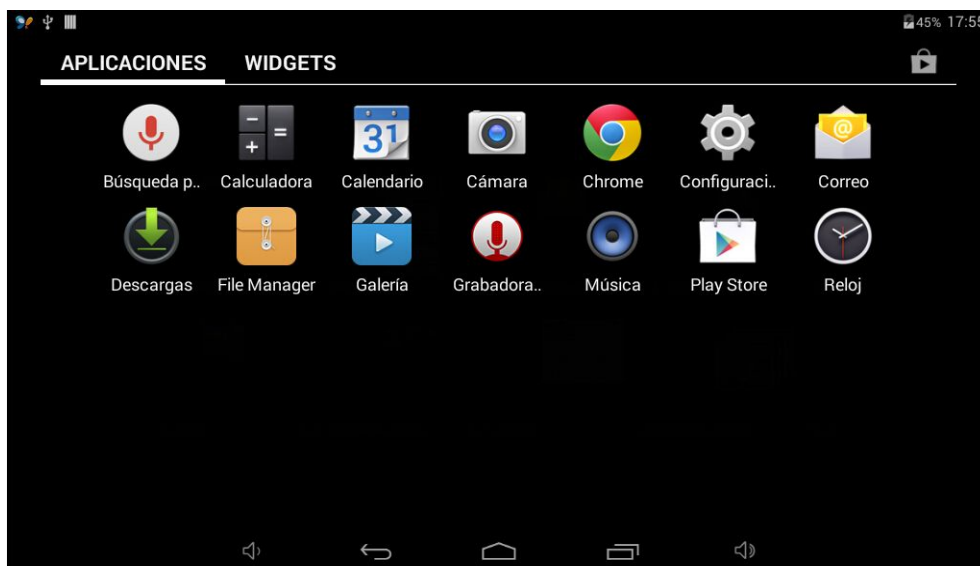 45% 17:55
APLICACIONES WIDGETS
31
Búsqueda p.. Calculadora Calendario Cámara Chrome Configuraci.. Correo
Descargas File Manager Galería Grabadora.. Música Play Store Reloj